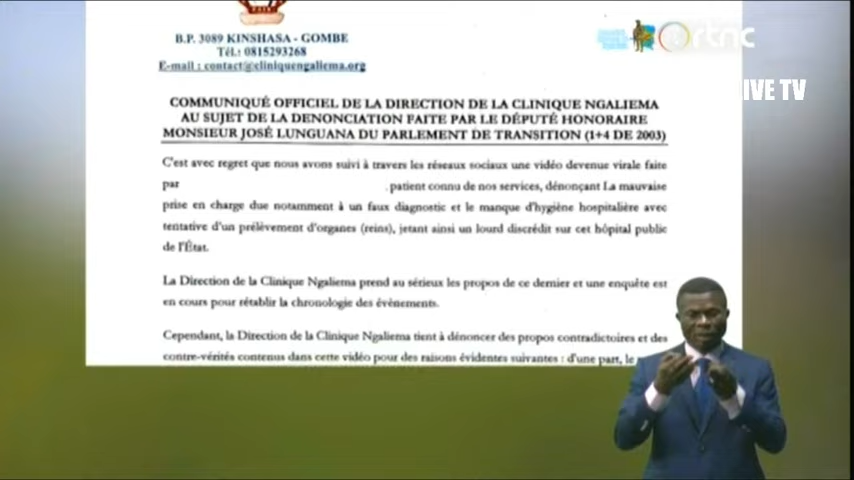 B.P. 3089 KINSHASA - GOMBE
Tél.: 0815293268
E-mail : contact@cliniquengaliema.org
rtnc
IVE TV
COMMUNIQUÉ OFFICIEL DE LA DIRECTION DE LA CLINIQUE NGALIEMA
AU SUJET DE LA DENONCIATION FAITE PAR LE DÉPUTÉ HONORAIRE
MONSIEUR JOSÉ LUNGUANA DU PARLEMENT DE TRANSITION (1+4 DE 2003)
C'est avec regret que nous avons suivi à travers les réseaux sociaux une vidéo devenue virale faite
par , patient connu de nos services, dénonçant La mauvaise
prise en charge due notamment à un faux diagnostic et le manque d'hygiène hospitalière avec
tentative d'un prélèvement d'organes (reins), jetant ainsi un lourd discrédit sur cet hôpital public
de l'État.
La Direction de la Clinique Ngaliema prend au sérieux les propos de ce dernier et une enquête est
en cours pour rétablir la chronologie des évènements.
Cependant, la Direction de la Clinique Ngaliema tient à dénoncer des propos contradictoires et des
contre-vérités contenus dans cette vidéo pour des raisons évidentes suivantes : d'une part, le